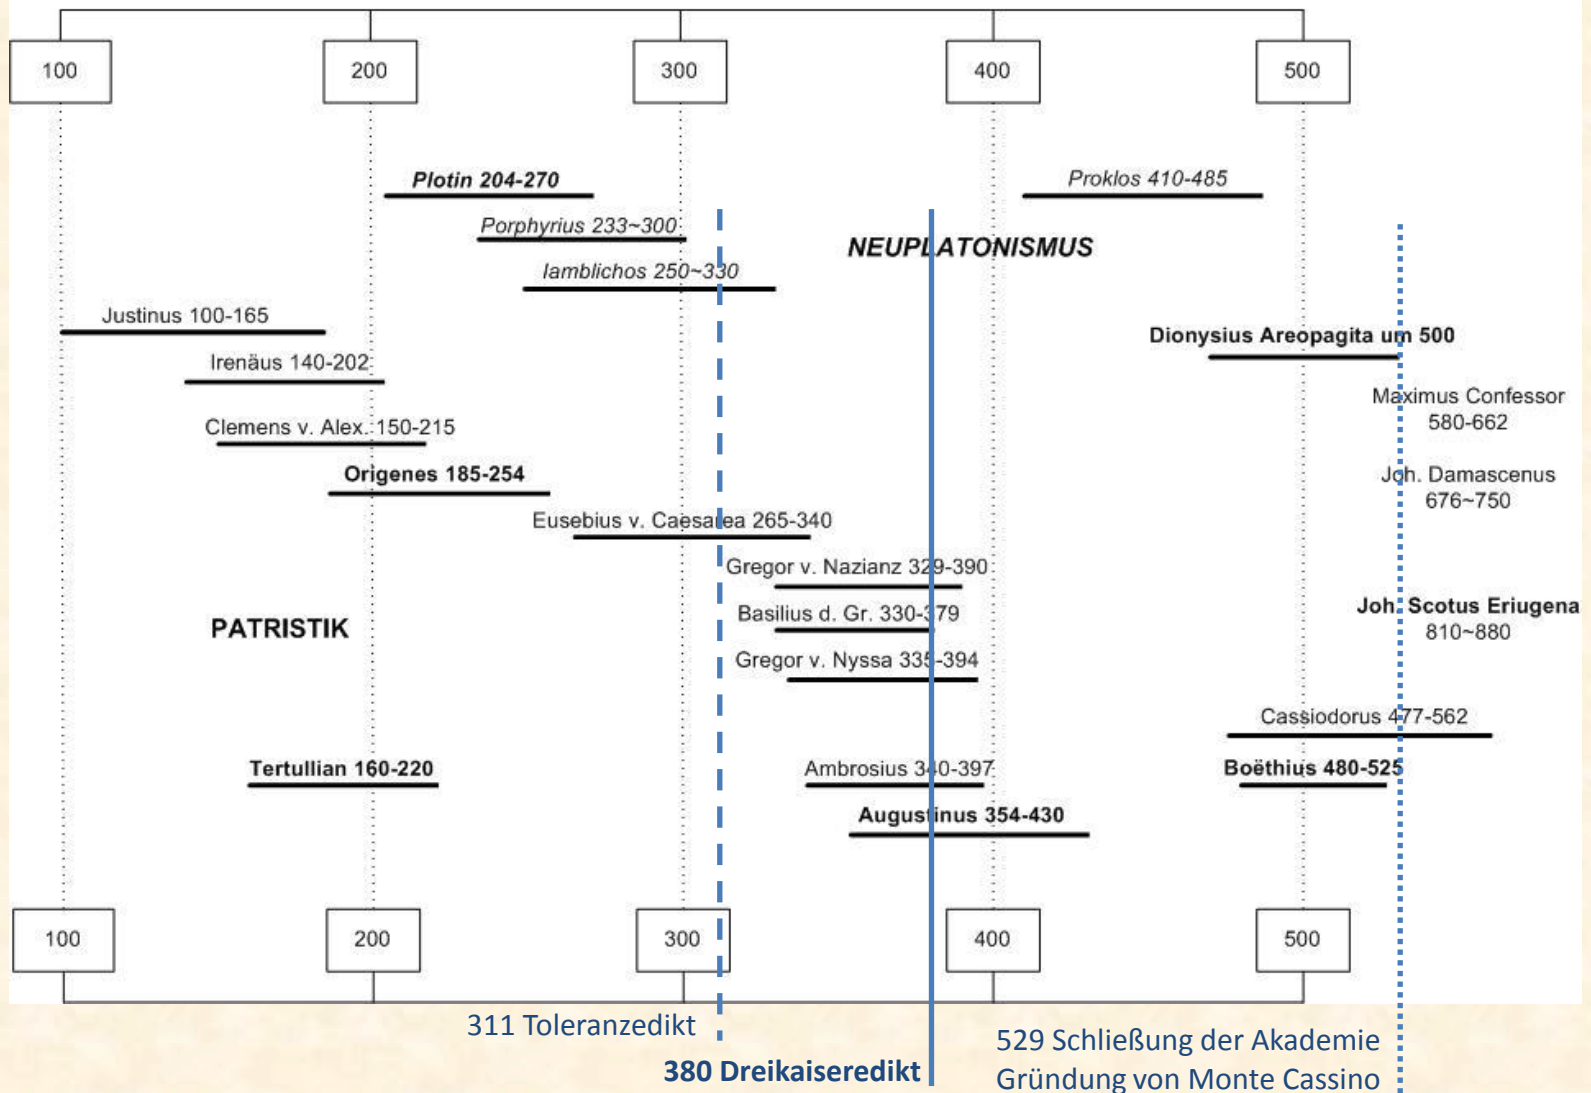 100
200
300
400
500
Plotin 204-270
Proklos 410-485
Porphyrius 233~300
NEUPLATONISMUS
Iamblichos 250~330
Justinus 100-165
Dionysius Areopagita um 500
Irenäus 140-202
Maximus Confessor
580-662
Clemens v. Alex. 150-215
Origenes 185-254
Joh. Damascenus
676~750
Eusebius v. Caesarea 265-340
Gregor v. Nazianz 329-390
Basilius d. Gr. 330-379
Joh. Scotus Eriugena
810~880
PATRISTIK
Gregor v. Nyssa 335-394
Cassiodorus 477-562
Tertullian 160-220
Ambrosius 340-397
Boëthius 480-525
Augustinus 354-430
100
200
300
400
500
311 Toleranzedikt
380 Dreikaiseredikt
529 Schließung der Akademie
Gründung von Monte Cassino